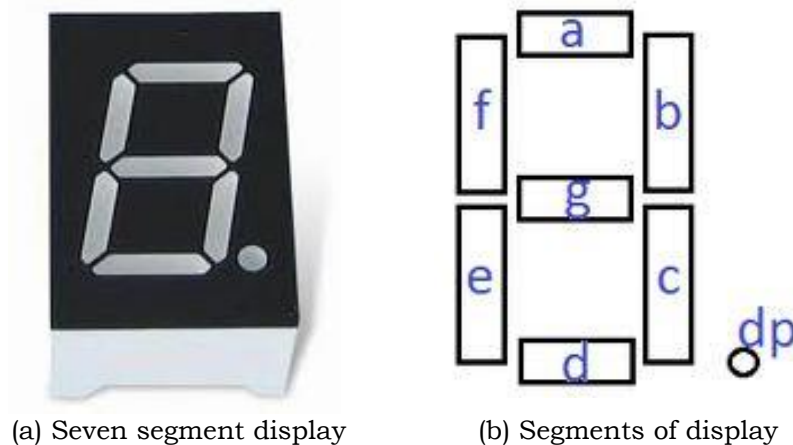 a
f
b
g
e
c
d
dp
(a) Seven segment display
(b) Segments of display